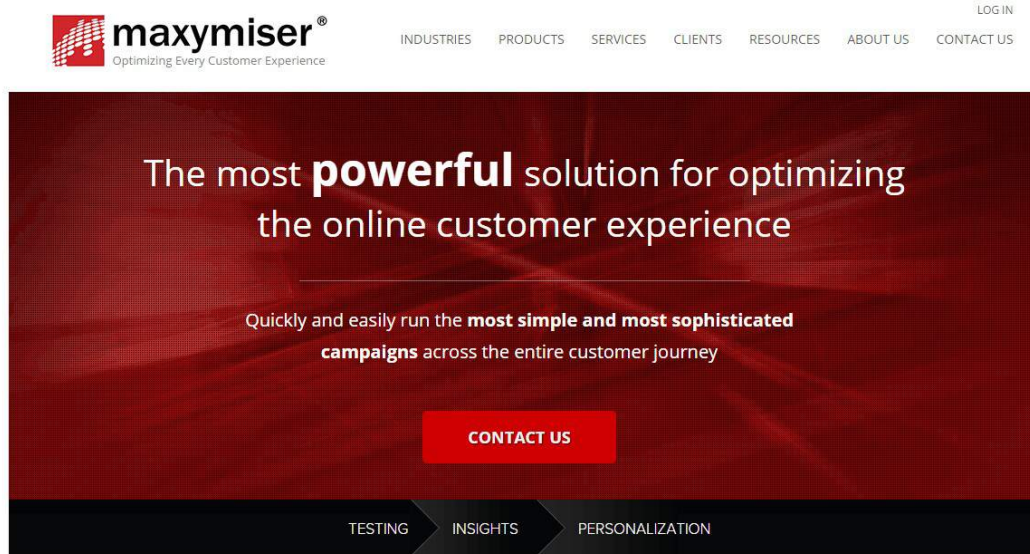 LOG IN
maxymiser®
Optimizing Every Customer Experience
INDUSTRIES PRODUCTS SERVICES CLIENTS RESOURCES ABOUT US CONTACT US
The most powerful solution for optimizing
the online customer experience
Quickly and easily run the most simple and most sophisticated
campaigns across the entire customer journey
CONTACT US
TESTING INSIGHTS PERSONALIZATION